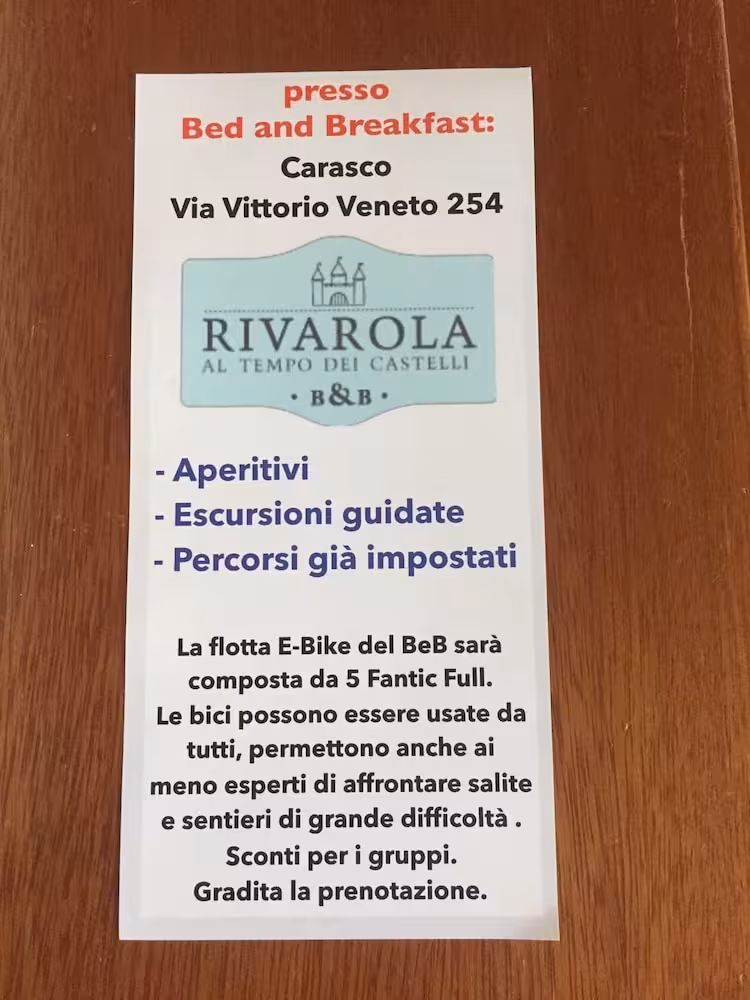 presso
Bed and Breakfast:
Carasco
Via Vittorio Veneto 254
RIVAROLA
AL TEMPO DEI CASTELLI
· B&B ·
- Aperitivi
- Escursioni guidate
- Percorsi già impostati
La flotta E-Bike del BeB sarà
composta da 5 Fantic Full.
Le bici possono essere usate da
tutti, permettono anche ai
meno esperti di affrontare salite
e sentieri di grande difficoltà .
Sconti per i gruppi.
Gradita la prenotazione.